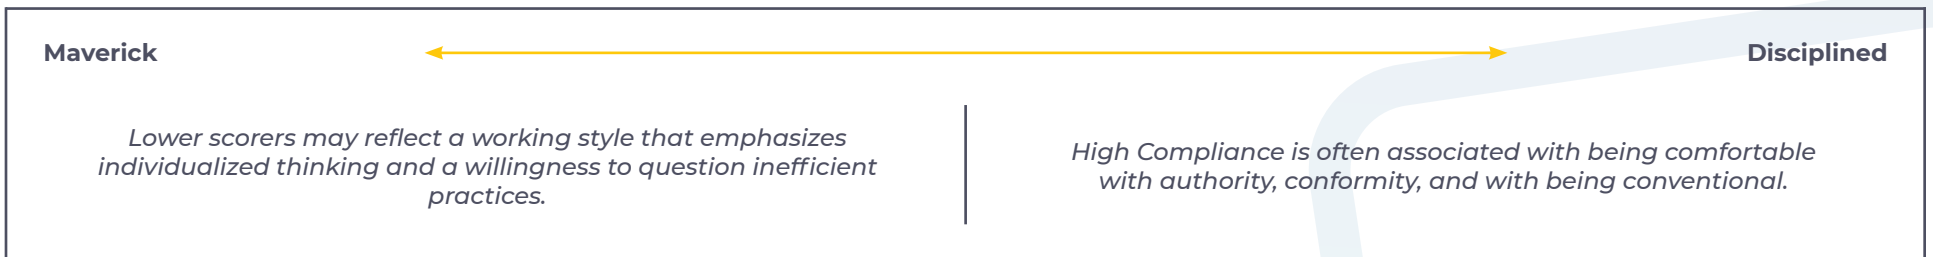 Maverick
Disciplined
Lower scorers may reflect a working style that emphasizes
individualized thinking and a willingness to question inefficient
practices.
High Compliance is often associated with being comfortable
with authority, conformity, and with being conventional.